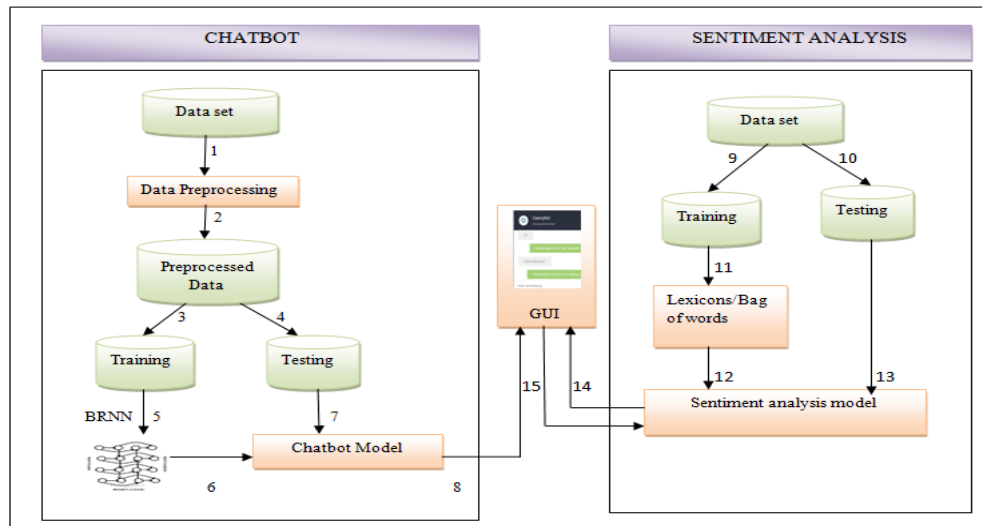 CHATBOT
Data set
1
Data Preprocessing
2
Preprocessed
Data
3
4
Training
Testing
BRNN
5
7
Chatbot Model
6
8
GUI
15
14
SENTIMENT ANALYSIS
Data set
9
10
Training
Testing
11
Lexicons/Bag
of words
12
13
Sentiment analysis model